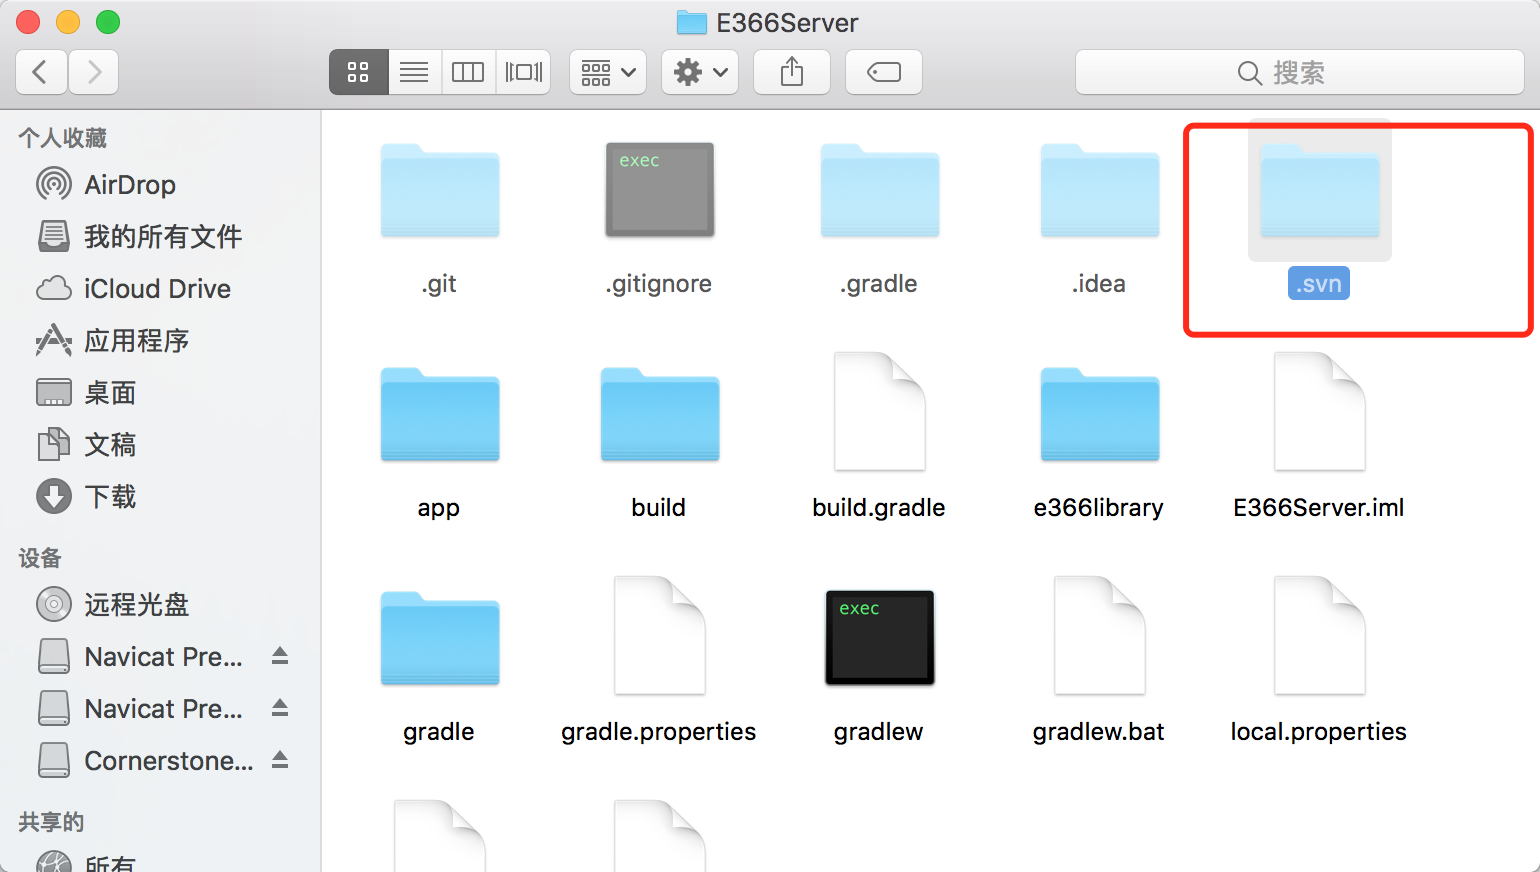 E366Server
搜索
个人收藏
AirDrop
我的所有文件
iCloud Drive
应用程序
桌面
文稿
下载
设备
远程光盘
Navicat Pre...
Navicat Pre...
Cornerstone...
共享的
所有
exec
.git
.gitignore
.gradle
.idea
.svn
app
build
build.gradle
e366library
E366Server.iml
exec
gradle
gradle.properties
gradlew
gradlew.bat
local.properties